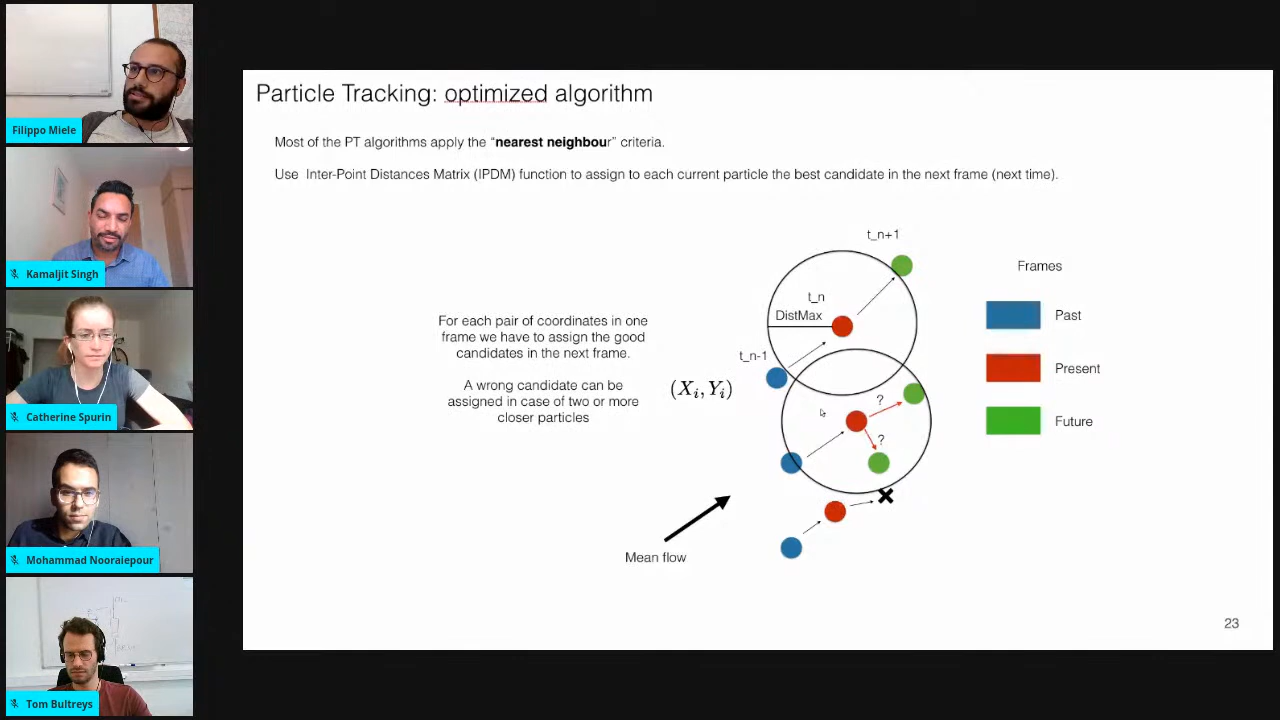 Filippo Miele
Kamaljit Singh
Catherine Spurin
Mohammad Nooraiepour
Tom Bultreys
Particle Tracking: optimized algorithm
Most of the PT algorithms apply the “nearest neighbour” criteria.
Use Inter-Point Distances Matrix (IPDM) function to assign to each current particle the best candidate in the next frame (next time).
For each pair of coordinates in one
frame we have to assign the good
candidates in the next frame.
A wrong candidate can be
assigned in case of two or more
closer particles
(X_i, Y_i)
t_n+1
t_n
DistMax
t_n-1
?
?
Mean flow
Frames
Past
Present
Future
23